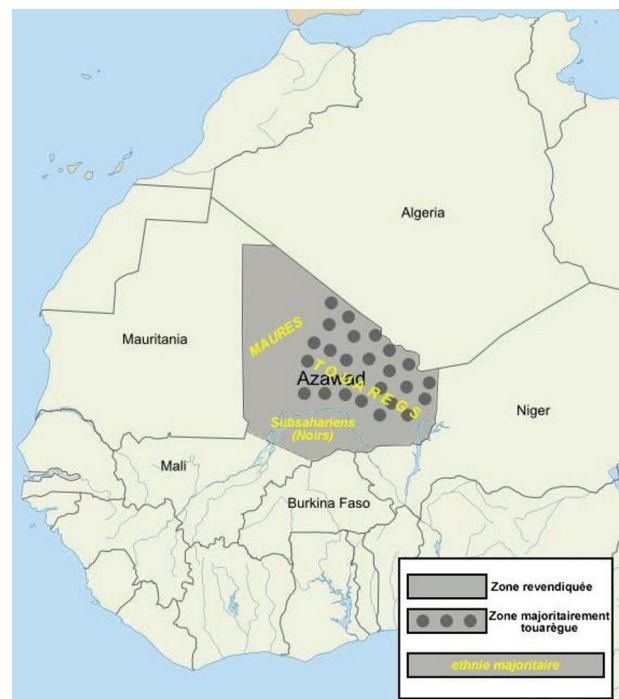 Algeria
Mauritania
MAURES
TOUAREGS
Azawad
Niger
Subsahariens
(Noirs)
Mali
Burkina Faso
Zone revendiquée
Zone majoritairement
touarègue
ethnie majoritaire